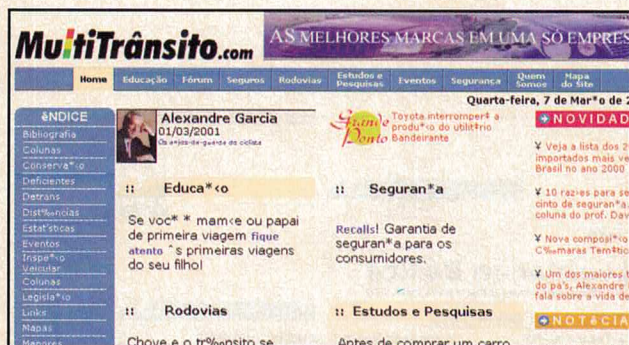 MultiTrânsito.com
AS MELHORES MARCAS EM UMA SÓ EMPRES
Home Educação Fórum Seguros Rodovias Estudos e Pesquisas Eventos Segurança Quem Somos Mapa do Site
Quarta-feira, 7 de Mar*o de 2
êNDICE
Bibliografia
Colunas
Conserva*‹o
Deficientes
Detrans
Dist‰ncias
Estat'sticas
Eventos
Inspe*‹o
Veicular
Colunas
Legisla*‹o
Links
Mapas
Menores
Alexandre Garcia
01/03/2001
Os anjos-de-guarda do ciclista
:: Educa*‹o
Se voc* * mam‹e ou papai
de primeira viagem fique
atento ˆs primeiras viagens
do seu filho!
:: Rodovias
Chove e o tr‰nsito se
Grande
Ponto
Toyota interromper‡ a
produ*‹o do utilit‡rio
Bandeirante
:: Seguran*a
Recalls! Garantia de
seguran*a para os
consumidores.
:: Estudos e Pesquisas
Antes de comprar um carro
NOVIDAD
¥ Veja a lista dos 2
importados mais ve
Brasil no ano 2000
¥ 10 raz›es para se
cinto de seguran*a.
coluna do prof. Dav
¥ Nova composi*‹o
C‰maras Tem‡tic
¥ Um dos maiores t
do pa's, Alexandre
fala sobre a vida de
NOTêCIA